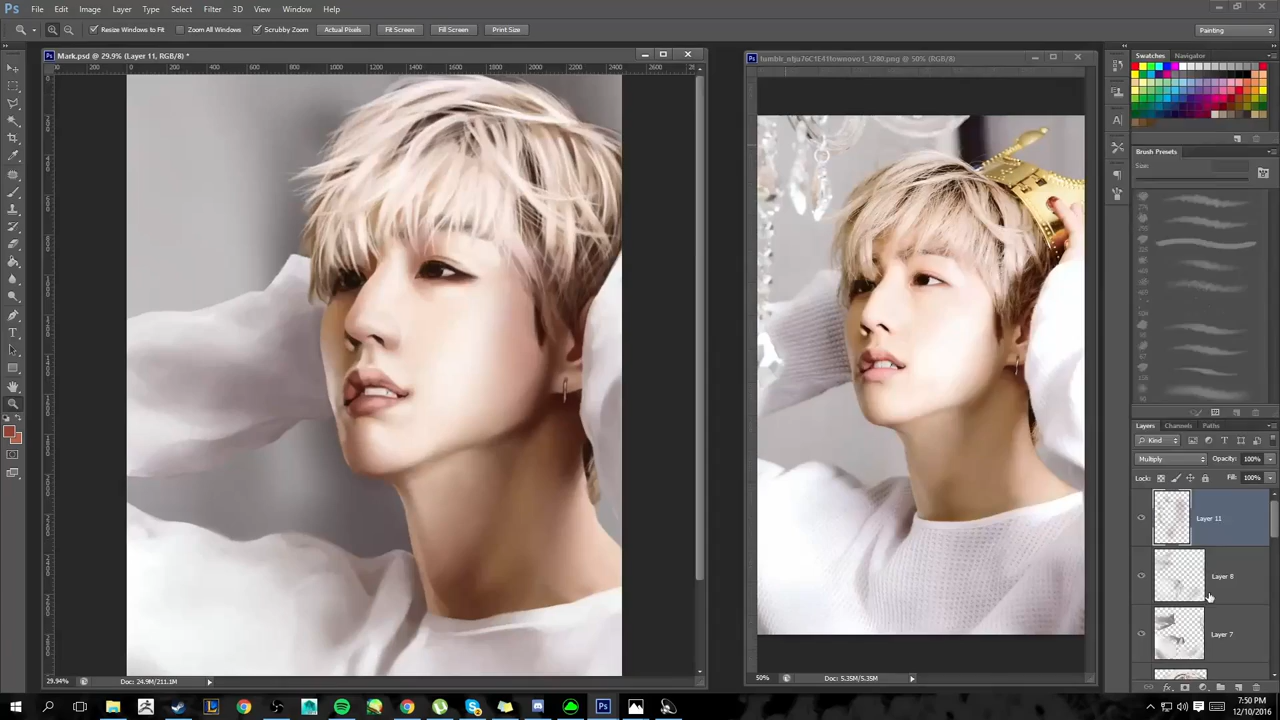 Ps File Edit Image Layer Type Select Filter 3D View Window Help
Resize Windows to Fit Zoom All Windows Scrubby Zoom Actual Pixels Fit Screen Fill Screen Print Size Painting
Mark.psd @ 29.9% (Layer 11, RGB/8) *
Swatches Navigator
Brush Presets
Size:
Layers Channels Paths
Kind
Multiply Opacity: 100%
Lock: Fill: 100%
Layer 11
Layer 8
Layer 7
29.94% Doc: 24.9M/211.1M
50% Doc: 5.35M/5.35M
7:50 PM
12/10/2016